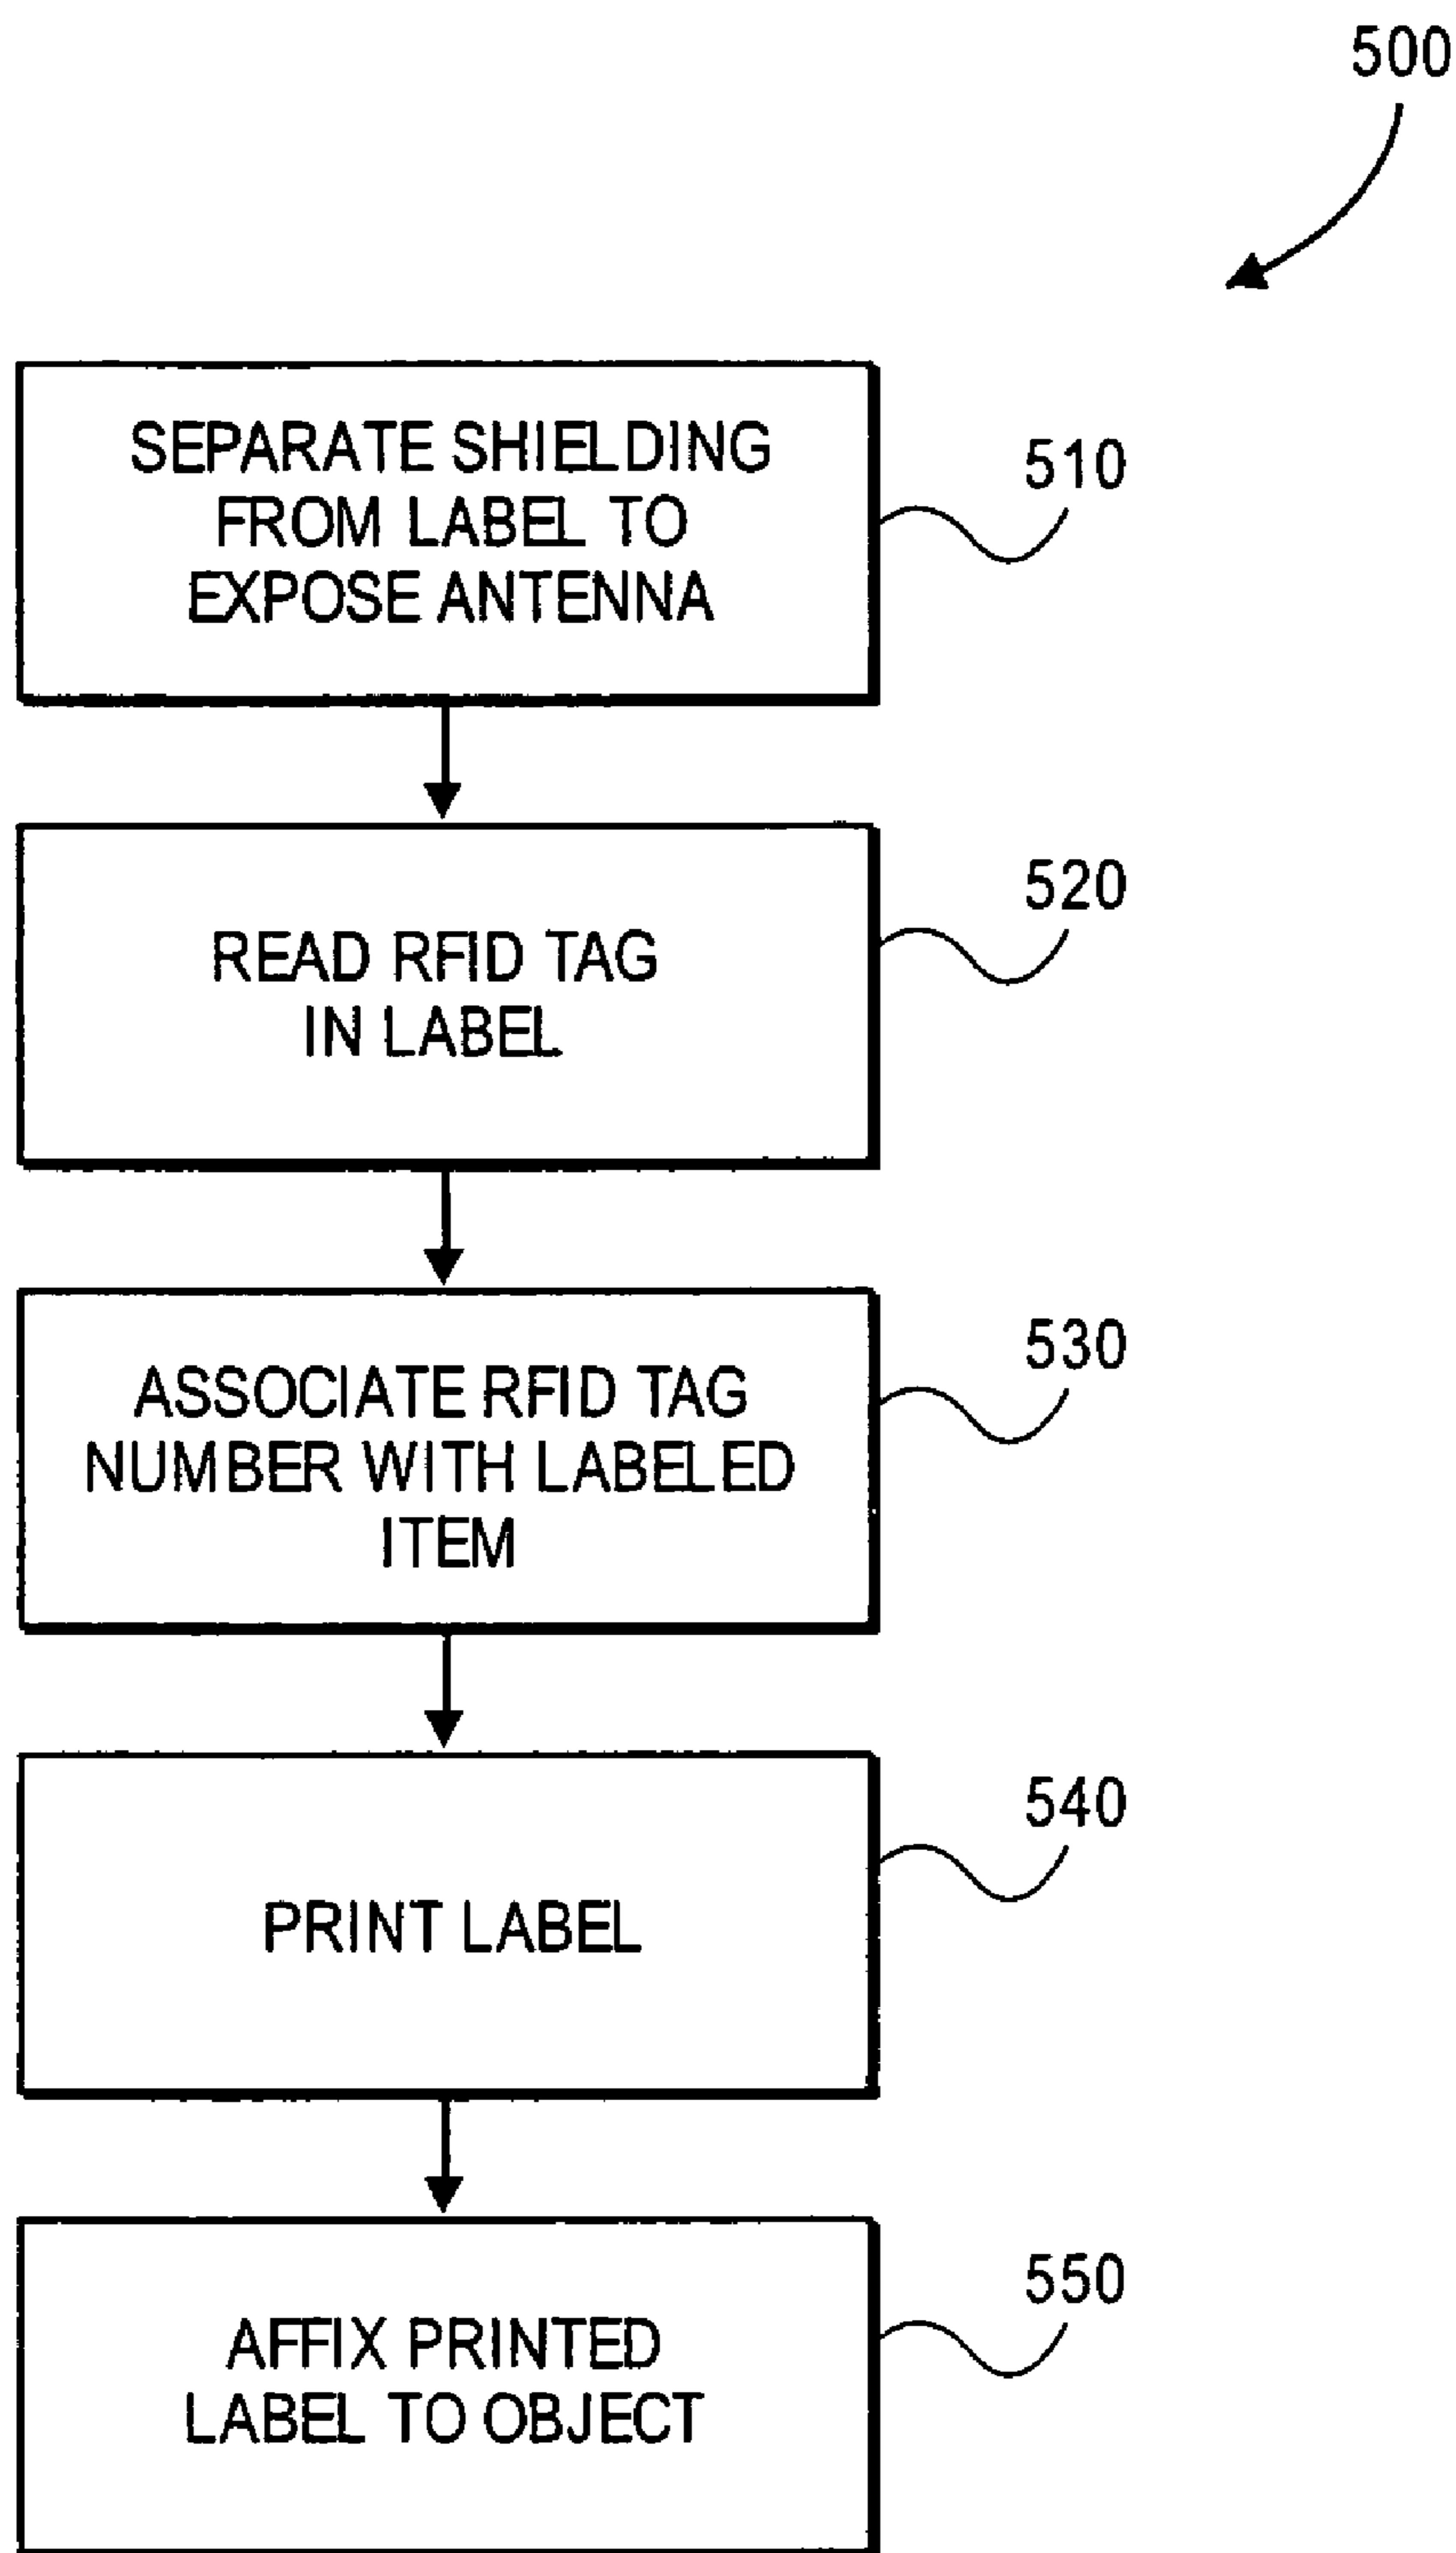 500
SEPARATE SHIELDING
FROM LABEL TO
EXPOSE ANTENNA
510
READ RFID TAG
IN LABEL
520
ASSOCIATE RFID TAG
NUMBER WITH LABELED
ITEM
530
PRINT LABEL
540
AFFIX PRINTED
LABEL TO OBJECT
550